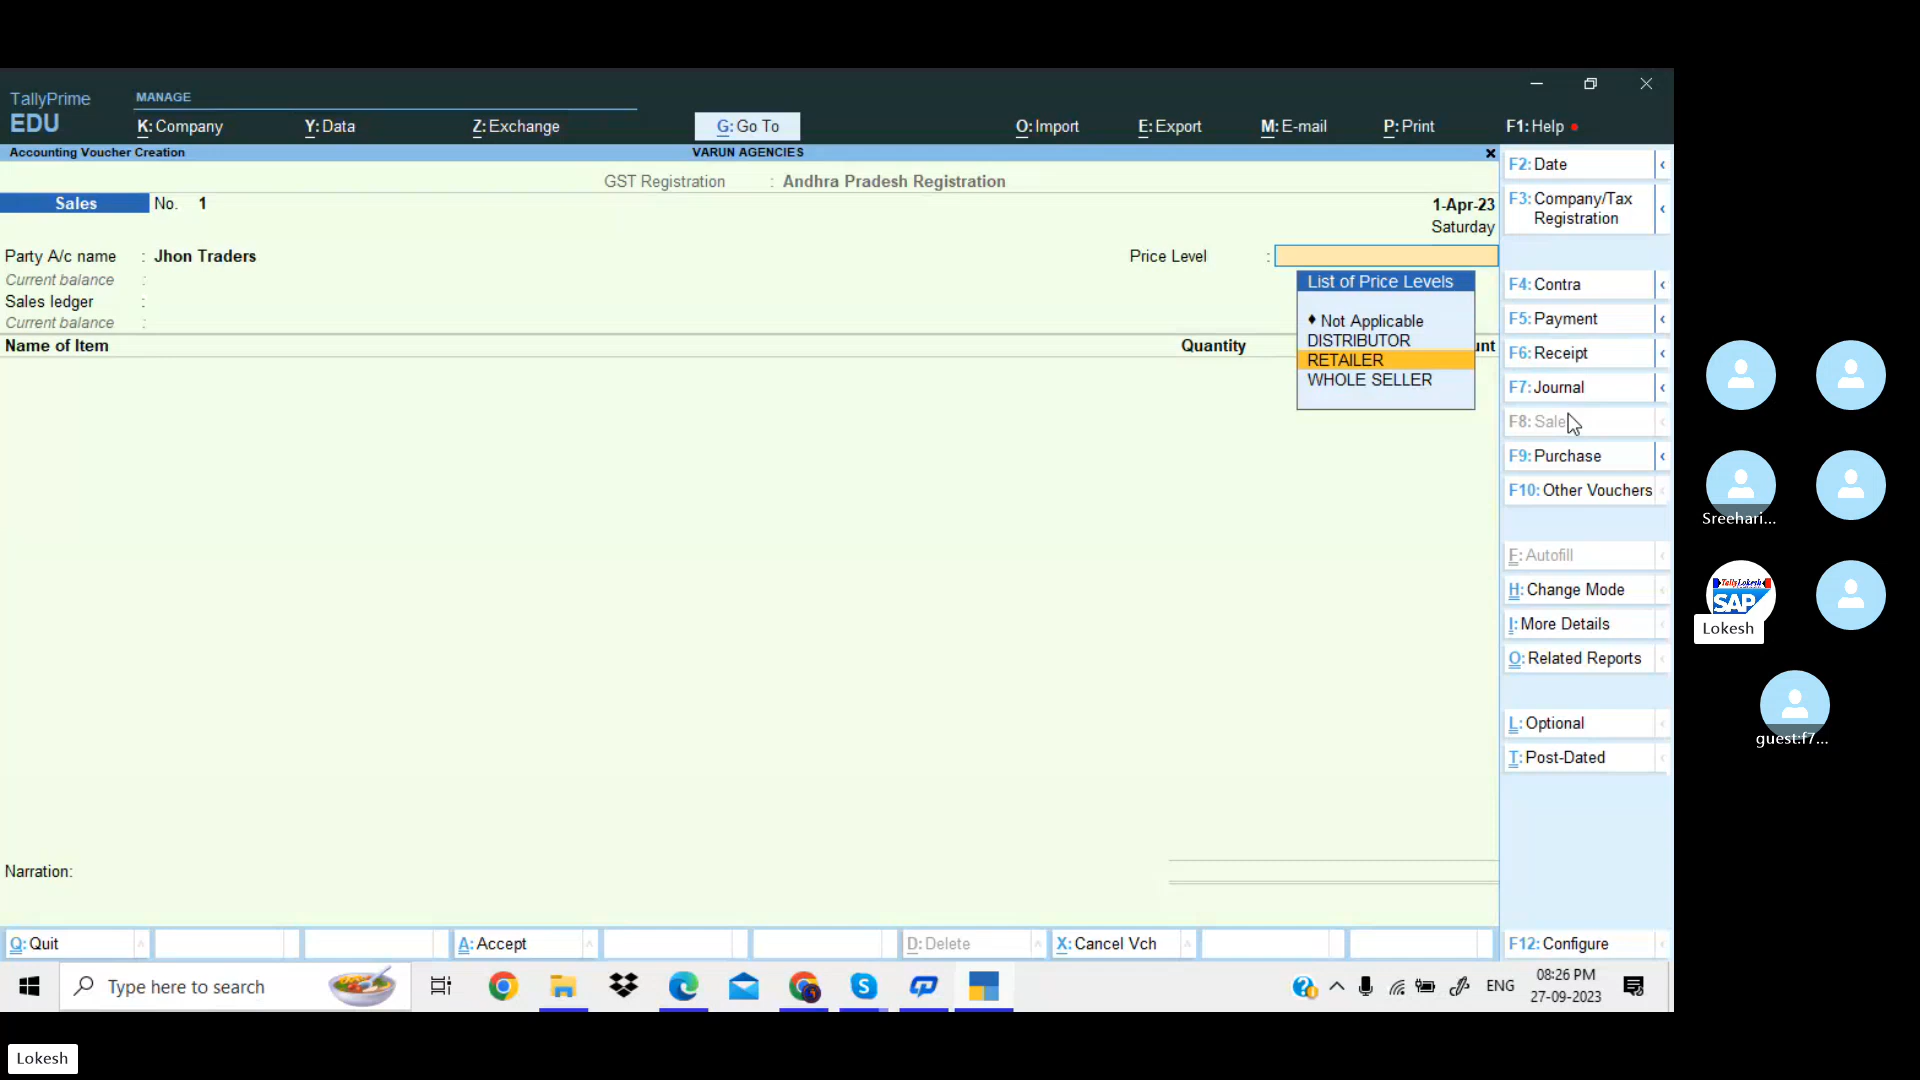 TallyPrime
EDU
MANAGE
K: Company
Y: Data
Z: Exchange
G: Go To
O: Import
E: Export
M: E-mail
P: Print
F1: Help
Accounting Voucher Creation
VARUN AGENCIES
GST Registration : Andhra Pradesh Registration
Sales No. 1
1-Apr-23
Saturday
Party A/c name : Jhon Traders
Price Level :
Current balance :
Sales ledger :
Current balance :
Name of Item
Quantity
unt
List of Price Levels
♦ Not Applicable
DISTRIBUTOR
RETAILER
WHOLE SELLER
F2: Date
F3: Company/Tax
Registration
F4: Contra
F5: Payment
F6: Receipt
F7: Journal
F8: Sale
F9: Purchase
F10: Other Vouchers
F: Autofill
H: Change Mode
I: More Details
O: Related Reports
L: Optional
T: Post-Dated
Narration:
Q: Quit
A: Accept
D: Delete
X: Cancel Vch
F12: Configure
Type here to search
ENG
08:26 PM
27-09-2023
Sreehari...
TallyLokesh
SAP
Lokesh
guest:f7...
Lokesh